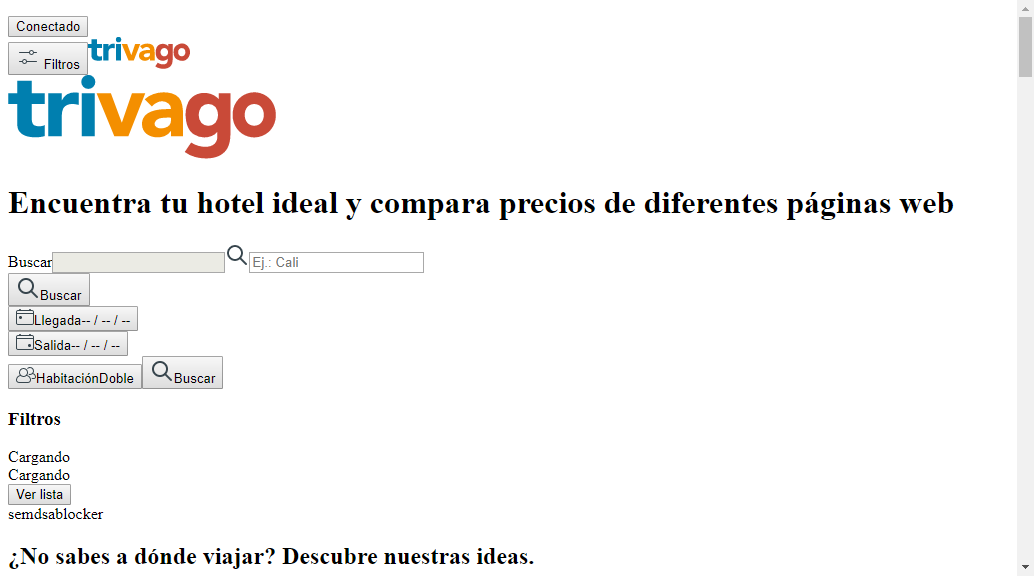 Conectado
Filtros trivago
trivago
Encuentra tu hotel ideal y compara precios de diferentes páginas web
Buscar Ej.: Cali
Buscar
Llegada-- / -- / --
Salida-- / -- / --
HabitaciónDoble Buscar
Filtros
Cargando
Cargando
Ver lista
semdsablocker
¿No sabes a dónde viajar? Descubre nuestras ideas.